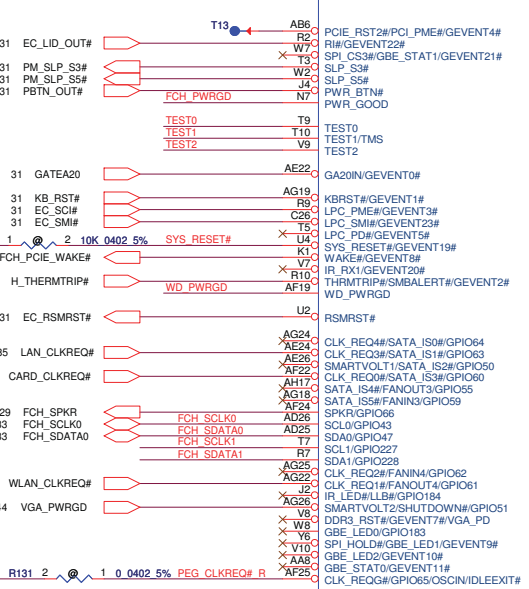 T13 AB6 PCIE_RST2#/PCI_PME#/GEVENT4#
31 EC_LID_OUT# R2 RI#/GEVENT22#
W7 SPI_CS3#/GBE_STAT1/GEVENT21#
31 PM_SLP_S3# T3 SLP_S3#
31 PM_SLP_S5# W2 SLP_S5#
31 PBTN_OUT# J4 PWR_BTN#
FCH_PWRGD N7 PWR_GOOD
TEST0 T9 TEST0
TEST1 T10 TEST1/TMS
TEST2 V9 TEST2
31 GATEA20 AE22 GA20IN/GEVENT0#
31 KB_RST# AG19 KBRST#/GEVENT1#
31 EC_SCI# R9 LPC_PME#/GEVENT3#
31 EC_SMI# C26 LPC_SMI#/GEVENT23#
T5 LPC_PD#/GEVENT5#
1 @ 2 10K_0402_5% SYS_RESET# U4 SYS_RESET#/GEVENT19#
FCH_PCIE_WAKE# K1 WAKE#/GEVENT8#
V7 IR_RX1/GEVENT20#
H_THERMTRIP# R10 THRMTRIP#/SMBALERT#/GEVENT2#
WD_PWRGD AF19 WD_PWRGD
31 EC_RSMRST# U2 RSMRST#
AG24 CLK_REQ4#/SATA_IS0#/GPIO64
35 LAN_CLKREQ# AE24 CLK_REQ3#/SATA_IS1#/GPIO63
AE26 SMARTVOLT1/SATA_IS2#/GPIO50
CARD_CLKREQ# AF22 CLK_REQ0#/SATA_IS3#/GPIO60
AH17 SATA_IS4#/FANOUT3/GPIO55
AG18 SATA_IS5#/FANIN3/GPIO59
29 FCH_SPKR AF24 SPKR/GPIO66
33 FCH_SCLK0 FCH_SCLK0 AD26 SCL0/GPIO43
33 FCH_SDATA0 FCH_SDATA0 AD25 SDA0/GPIO47
FCH_SCLK1 T7 SCL1/GPIO227
FCH_SDATA1 R7 SDA1/GPIO228
AG25 CLK_REQ2#/FANIN4/GPIO62
WLAN_CLKREQ# AG22 CLK_REQ1#/FANOUT4/GPIO61
J2 IR_LED#/LLB#/GPIO184
44 VGA_PWRGD AG26 SMARTVOLT2/SHUTDOWN#/GPIO51
V8 DDR3_RST#/GEVENT7#/VGA_PD
W8 GBE_LED0/GPIO183
Y6 SPI_HOLD#/GBE_LED1/GEVENT9#
V10 GBE_LED2/GEVENT10#
AA8 GBE_STAT0/GEVENT11#
R131 2 @ 1 0_0402_5% PEG_CLKREQ#_R AF25 CLK_REQG#/GPIO65/OSCIN/IDLEEXIT#